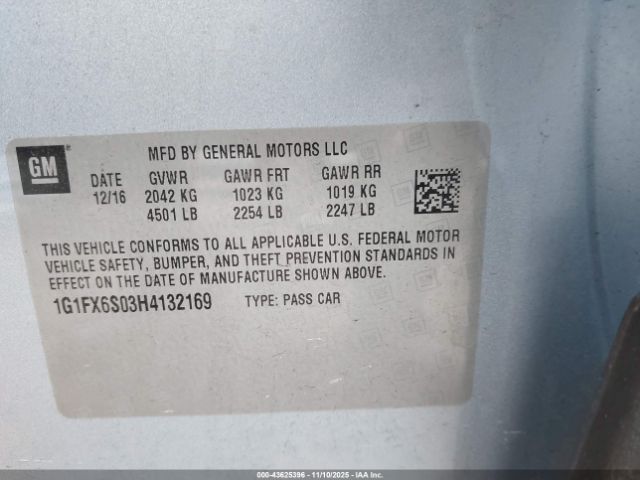 GM
MFD BY GENERAL MOTORS LLC
DATE GVWR GAWR FRT GAWR RR
12/16 2042 KG 1023 KG 1019 KG
4501 LB 2254 LB 2247 LB
THIS VEHICLE CONFORMS TO ALL APPLICABLE U.S. FEDERAL MOTOR
VEHICLE SAFETY, BUMPER, AND THEFT PREVENTION STANDARDS IN
EFFECT ON THE DATE OF MANUFACTURE SHOWN ABOVE.
1G1FX6S03H4132169 TYPE: PASS CAR
000-43625396 - 11/10/2025 - IAAI.COM